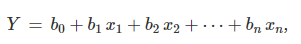 Y = b₀ + b₁ x₁ + b₂ x₂ + ⋯ + bₙ xₙ,